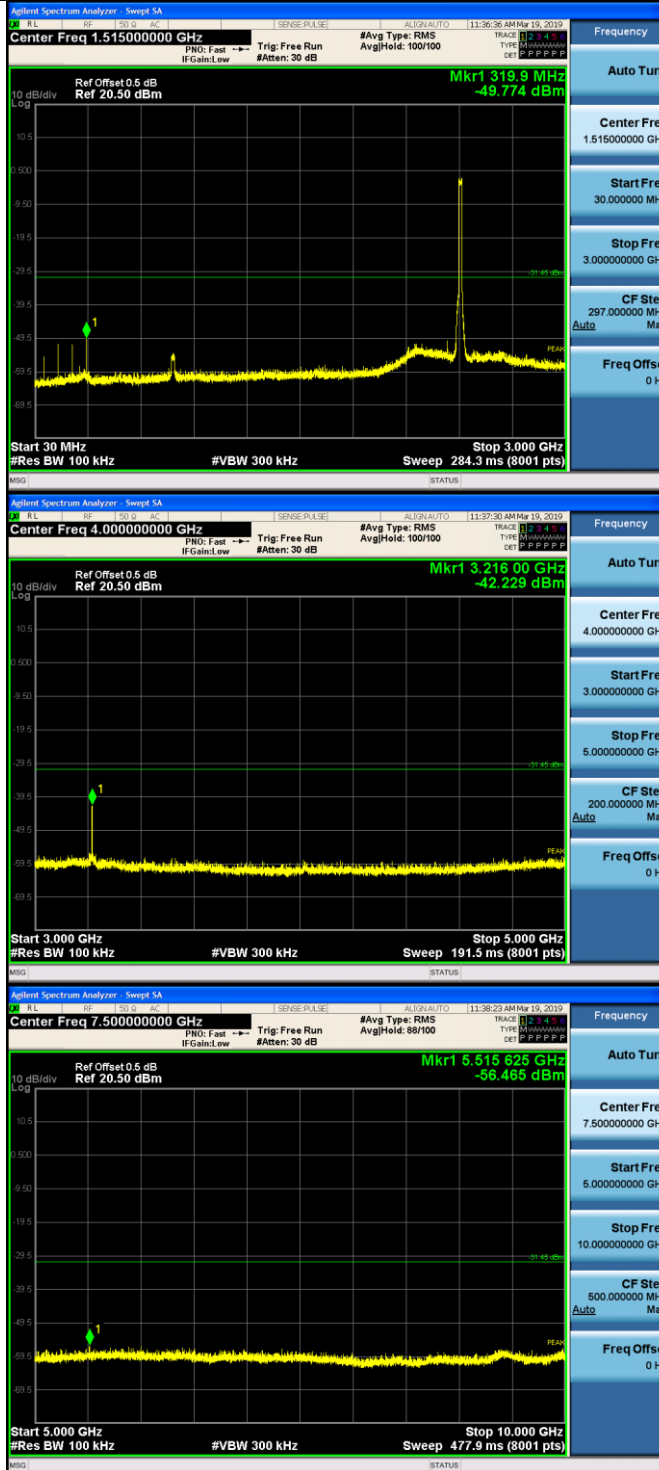 Agilent Spectrum Analyzer - Swept SA
RL RF 50 Ω AC SENSE:PULSE ALIGNAUTO 11:36:36 AM Mar 19, 2019
Center Freq 1.515000000 GHz
PNO: Fast
IFGain:Low
Trig: Free Run
#Atten: 30 dB
#Avg Type: RMS
Avg|Hold: 100/100
TRACE 1 2 3 4 5 6
TYPE M
DET P P P P P P
Frequency
Mkr1 319.9 MHz
-49.774 dBm
Ref Offset 0.5 dB
Ref 20.50 dBm
10 dB/div
Log
Auto Tun
10.5
0.500
-9.50
-19.5
-29.5
-39.5
-49.5
-59.5
-69.5
-31.45 dBm
1
PEAK
Center Fre
1.515000000 GH
Start Fre
30.000000 MH
Stop Fre
3.000000000 GH
CF Ste
297.000000 MH
Auto Ma
Freq Offse
0 H
Start 30 MHz
Stop 3.000 GHz
#Res BW 100 kHz #VBW 300 kHz Sweep 284.3 ms (8001 pts)
MSG STATUS
Agilent Spectrum Analyzer - Swept SA
RL RF 50 Ω AC SENSE:PULSE ALIGNAUTO 11:37:30 AM Mar 19, 2019
Center Freq 4.000000000 GHz
PNO: Fast
IFGain:Low
Trig: Free Run
#Atten: 30 dB
#Avg Type: RMS
Avg|Hold: 100/100
TRACE 1 2 3 4 5 6
TYPE M
DET P P P P P P
Frequency
Mkr1 3.216 00 GHz
-42.229 dBm
Ref Offset 0.5 dB
Ref 20.50 dBm
10 dB/div
Log
Auto Tun
10.5
0.500
-9.50
-19.5
-29.5
-39.5
-49.5
-59.5
-69.5
-31.45 dBm
1
PEAK
Center Fre
4.000000000 GH
Start Fre
3.000000000 GH
Stop Fre
5.000000000 GH
CF Ste
200.000000 MH
Auto Ma
Freq Offse
0 H
Start 3.000 GHz
Stop 5.000 GHz
#Res BW 100 kHz #VBW 300 kHz Sweep 191.5 ms (8001 pts)
MSG STATUS
Agilent Spectrum Analyzer - Swept SA
RL RF 50 Ω AC SENSE:PULSE ALIGNAUTO 11:38:23 AM Mar 19, 2019
Center Freq 7.500000000 GHz
PNO: Fast
IFGain:Low
Trig: Free Run
#Atten: 30 dB
#Avg Type: RMS
Avg|Hold: 88/100
TRACE 1 2 3 4 5 6
TYPE M
DET P P P P P P
Frequency
Mkr1 5.515 625 GHz
-56.465 dBm
Ref Offset 0.5 dB
Ref 20.50 dBm
10 dB/div
Log
Auto Tun
10.5
0.500
-9.50
-19.5
-29.5
-39.5
-49.5
-59.5
-69.5
-31.45 dBm
1
PEAK
Center Fre
7.500000000 GH
Start Fre
5.000000000 GH
Stop Fre
10.000000000 GH
CF Ste
500.000000 MH
Auto Ma
Freq Offse
0 H
Start 5.000 GHz
Stop 10.000 GHz
#Res BW 100 kHz #VBW 300 kHz Sweep 477.9 ms (8001 pts)
MSG STATUS